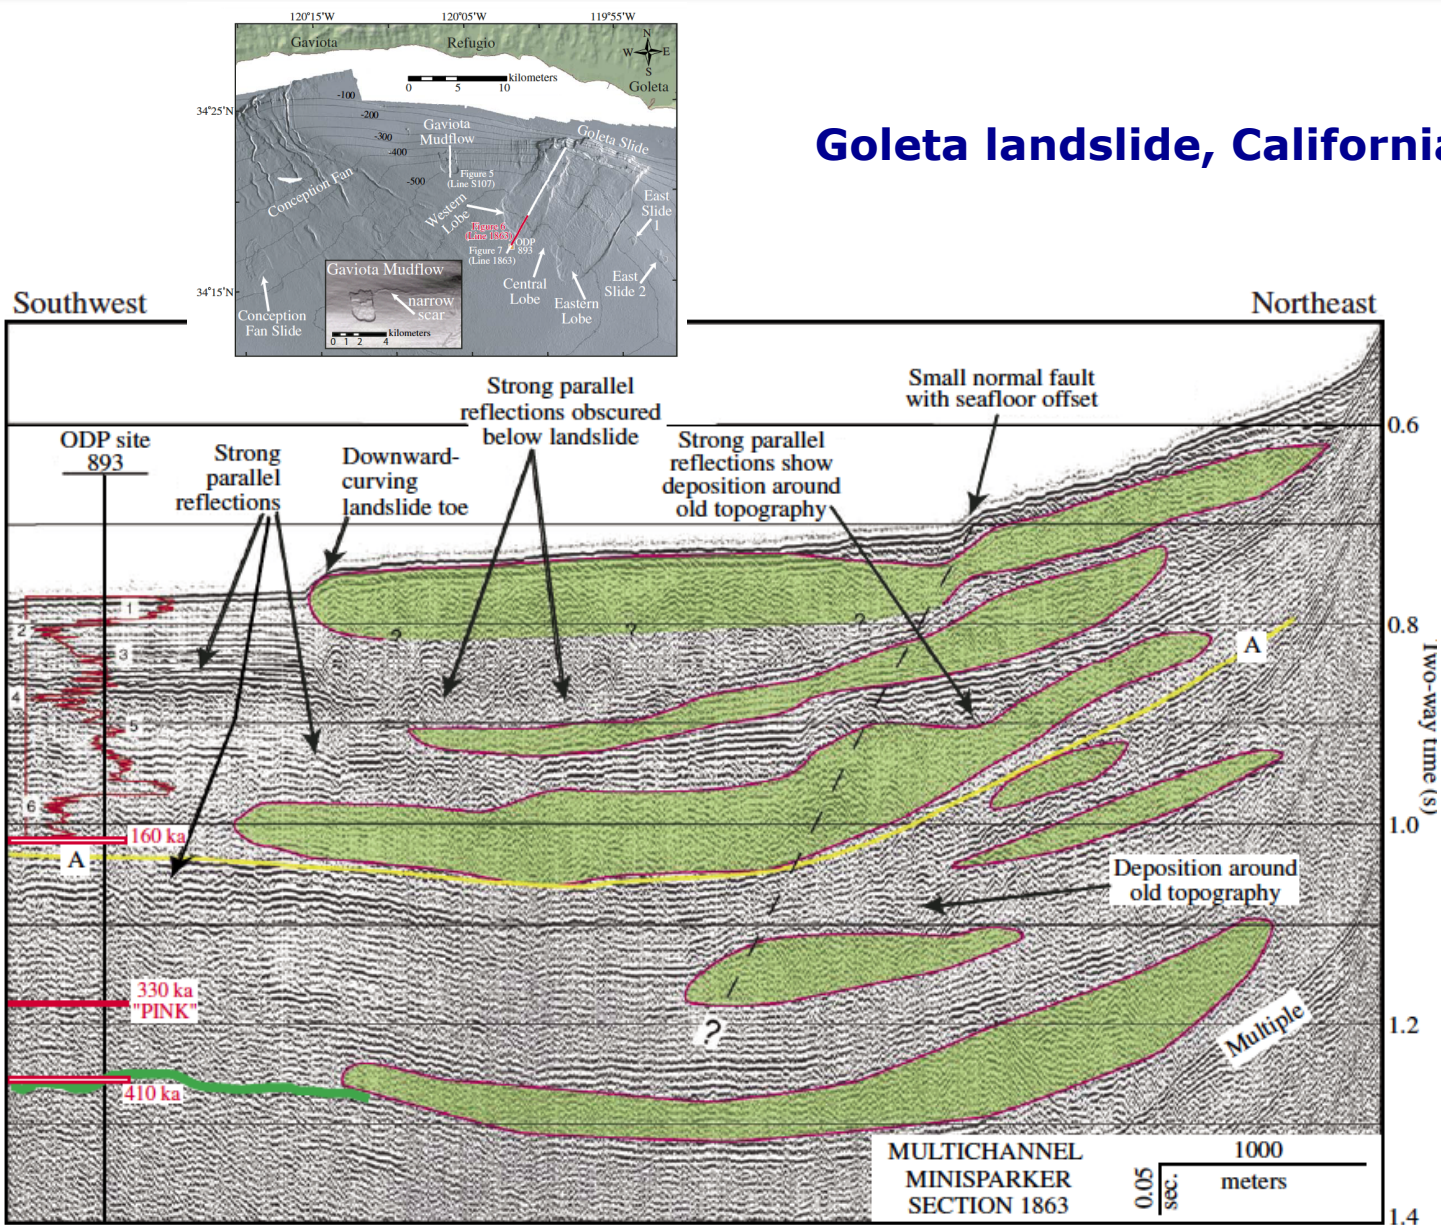 120°15'W
120°05'W
119°55'W
Gaviota
Refugio
N
W
E
S
kilometers
0
5
10
Goleta
34°25'N
-100
-200
-300
-400
-500
Gaviota
Mudflow
Goleta Slide
Figure 5
(Line S107)
Conception Fan
Western
Lobe
Figure 6
(Line 1863)
ODP
893
Figure 7
(Line 1863)
East
Slide
1
East
Slide 2
Central
Lobe
Eastern
Lobe
34°15'N
Gaviota Mudflow
narrow
scar
kilometers
0 1 2 4
Conception
Fan Slide
Goleta landslide, California
Southwest
Northeast
ODP site
893
Strong
parallel
reflections
Downward-
curving
landslide toe
Strong parallel
reflections obscured
below landslide
Strong parallel
reflections show
deposition around
old topography
Small normal fault
with seafloor offset
0.6
0.8
1.0
1.2
1.4
Two-way time (s)
1
2
3
4
5
6
?
?
?
A
160 ka
A
Deposition around
old topography
330 ka
"PINK"
?
Multiple
410 ka
MULTICHANNEL
MINISPARKER
SECTION 1863
0.05
sec.
1000
meters